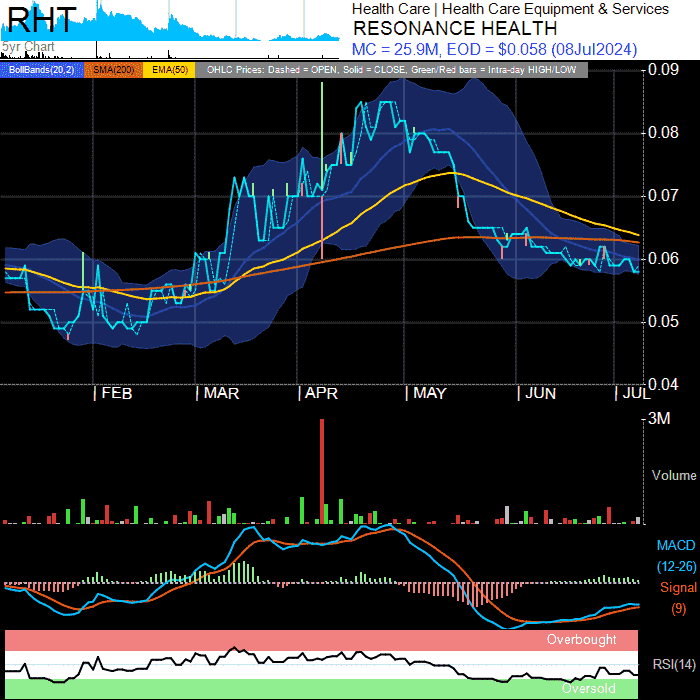 RHT
Health Care | Health Care Equipment & Services
RESONANCE HEALTH
5yr Chart
MC = 25.9M, EOD = $0.058 (08Jul2024)
BollBands(20,2) SMA(200) EMA(50) OHLC Prices: Dashed = OPEN, Solid = CLOSE, Green/Red bars = Intra-day HIGH/LOW
0.09
0.08
0.07
0.06
0.05
0.04
| FEB | MAR | APR | MAY | JUN | JUL
3M
Volume
MACD
(12-26)
Signal
(9)
Overbought
RSI(14)
Oversold